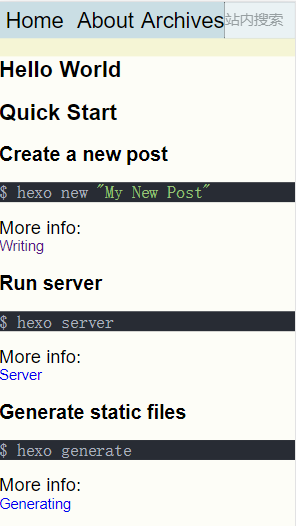 Home About Archives 站内搜索
Hello World
Quick Start
Create a new post
$ hexo new "My New Post"
More info:
Writing
Run server
$ hexo server
More info:
Server
Generate static files
$ hexo generate
More info:
Generating